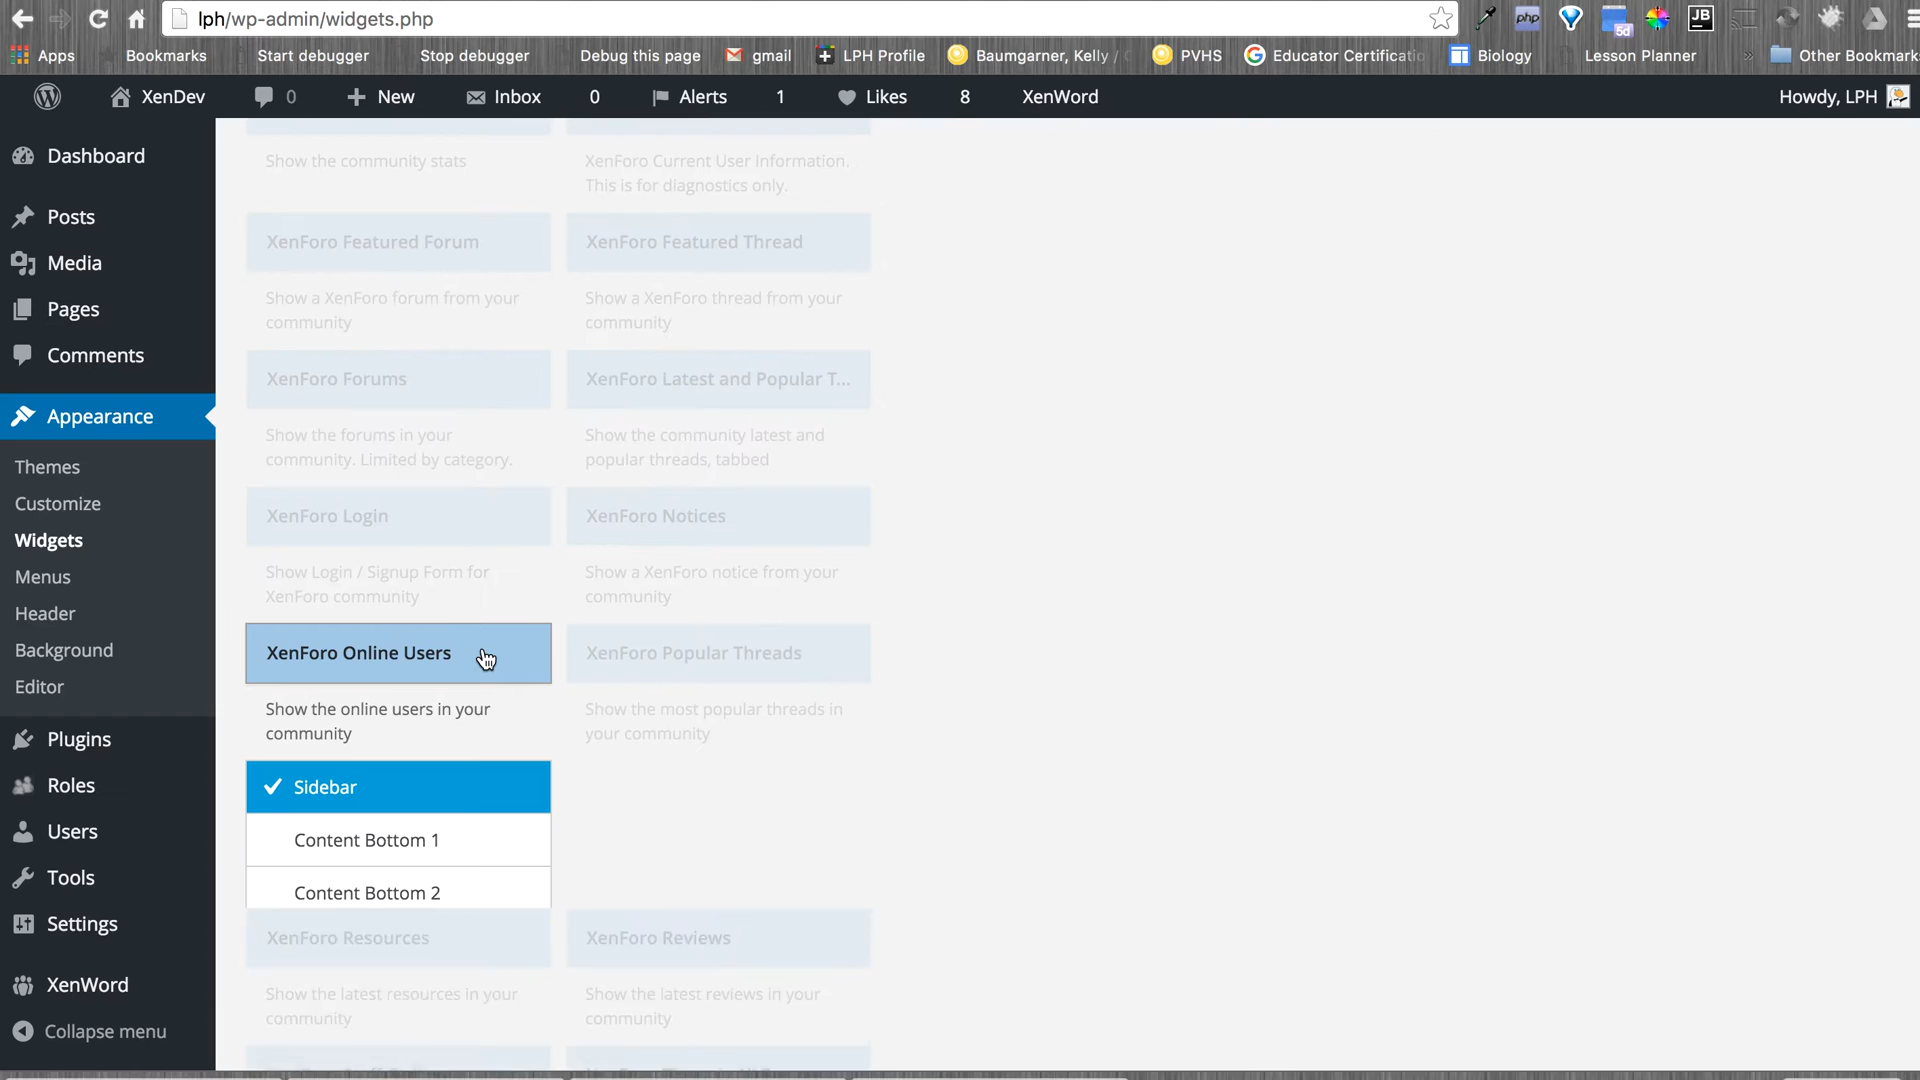 lph/wp-admin/widgets.php
php
5d
JB
Apps Bookmarks Start debugger Stop debugger Debug this page gmail LPH Profile Baumgarner, Kelly / PVHS Educator Certificatio Biology Lesson Planner » Other Bookmarks
XenDev 0 New Inbox 0 Alerts 1 Likes 8 XenWord Howdy, LPH
Dashboard
Posts
Media
Pages
Comments
Appearance
Themes
Customize
Widgets
Menus
Header
Background
Editor
Plugins
Roles
Users
Tools
Settings
XenWord
Collapse menu
Show the community stats
XenForo Current User Information.
This is for diagnostics only.
XenForo Featured Forum
Show a XenForo forum from your
community
XenForo Featured Thread
Show a XenForo thread from your
community
XenForo Forums
Show the forums in your
community. Limited by category.
XenForo Latest and Popular T...
Show the community latest and
popular threads, tabbed
XenForo Login
Show Login / Signup Form for
XenForo community
XenForo Notices
Show a XenForo notice from your
community
XenForo Online Users
Show the online users in your
community
XenForo Popular Threads
Show the most popular threads in
your community
Sidebar
Content Bottom 1
Content Bottom 2
XenForo Resources
Show the latest resources in your
community
XenForo Reviews
Show the latest reviews in your
community